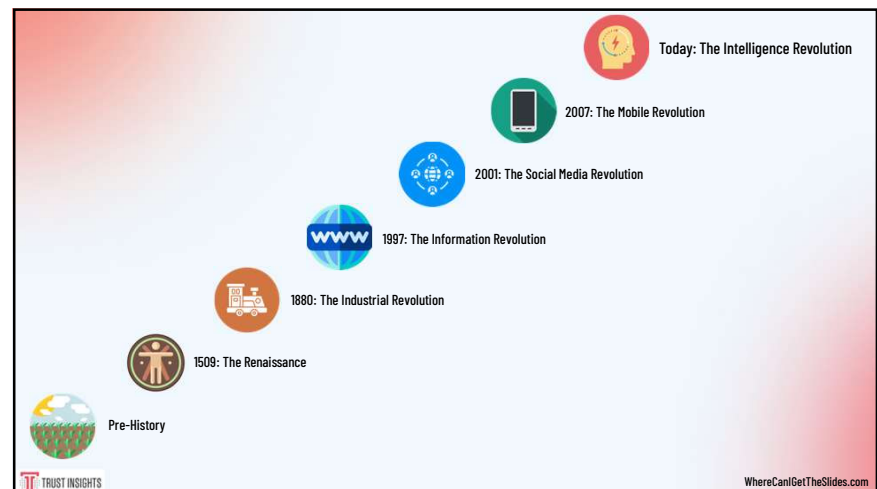 Today: The Intelligence Revolution
2007: The Mobile Revolution
2001: The Social Media Revolution
www
1997: The Information Revolution
1880: The Industrial Revolution
1509: The Renaissance
Pre-History
TRUST INSIGHTS
WhereCanIGetTheSlides.com